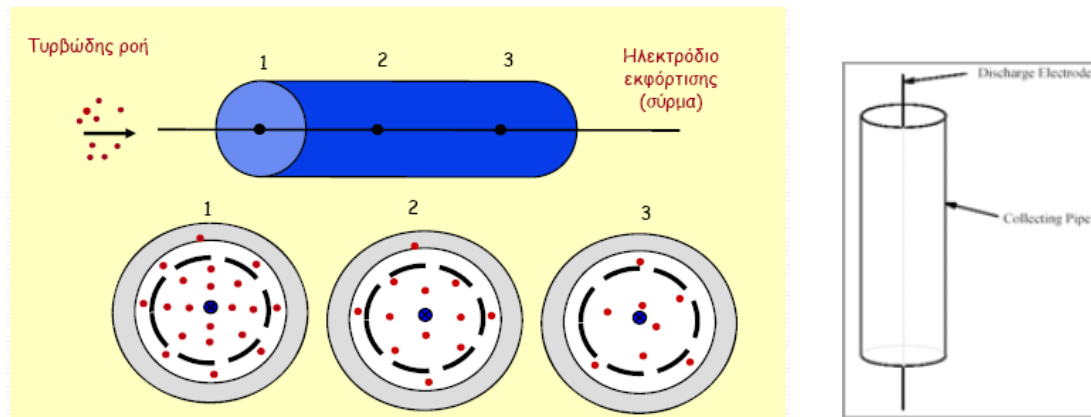 Τυρβώδης ροή
1
2
3
Ηλεκτρόδιο
εκφόρτισης
(σύρμα)
1
2
3
Discharge Electrode
Collecting Pipe